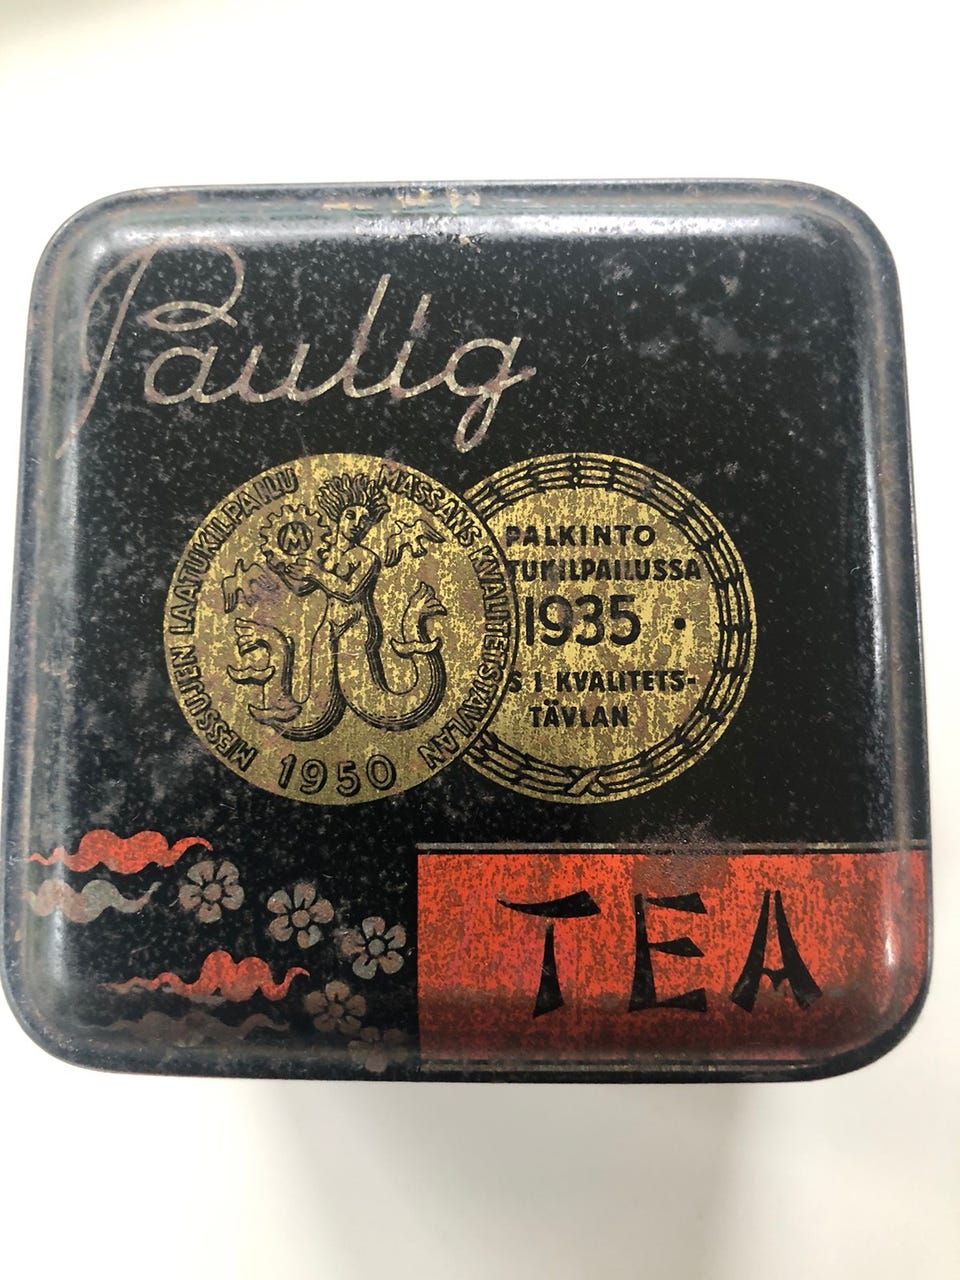 Paulig
MESSUJEN LAATUKILPAILU
MÄSSANS KVALITETSTÄVLAN
M
1950
PALKINTO
TUKILPAILUSSA
1935 ·
S I KVALITETS-
TÄVLAN
TEA